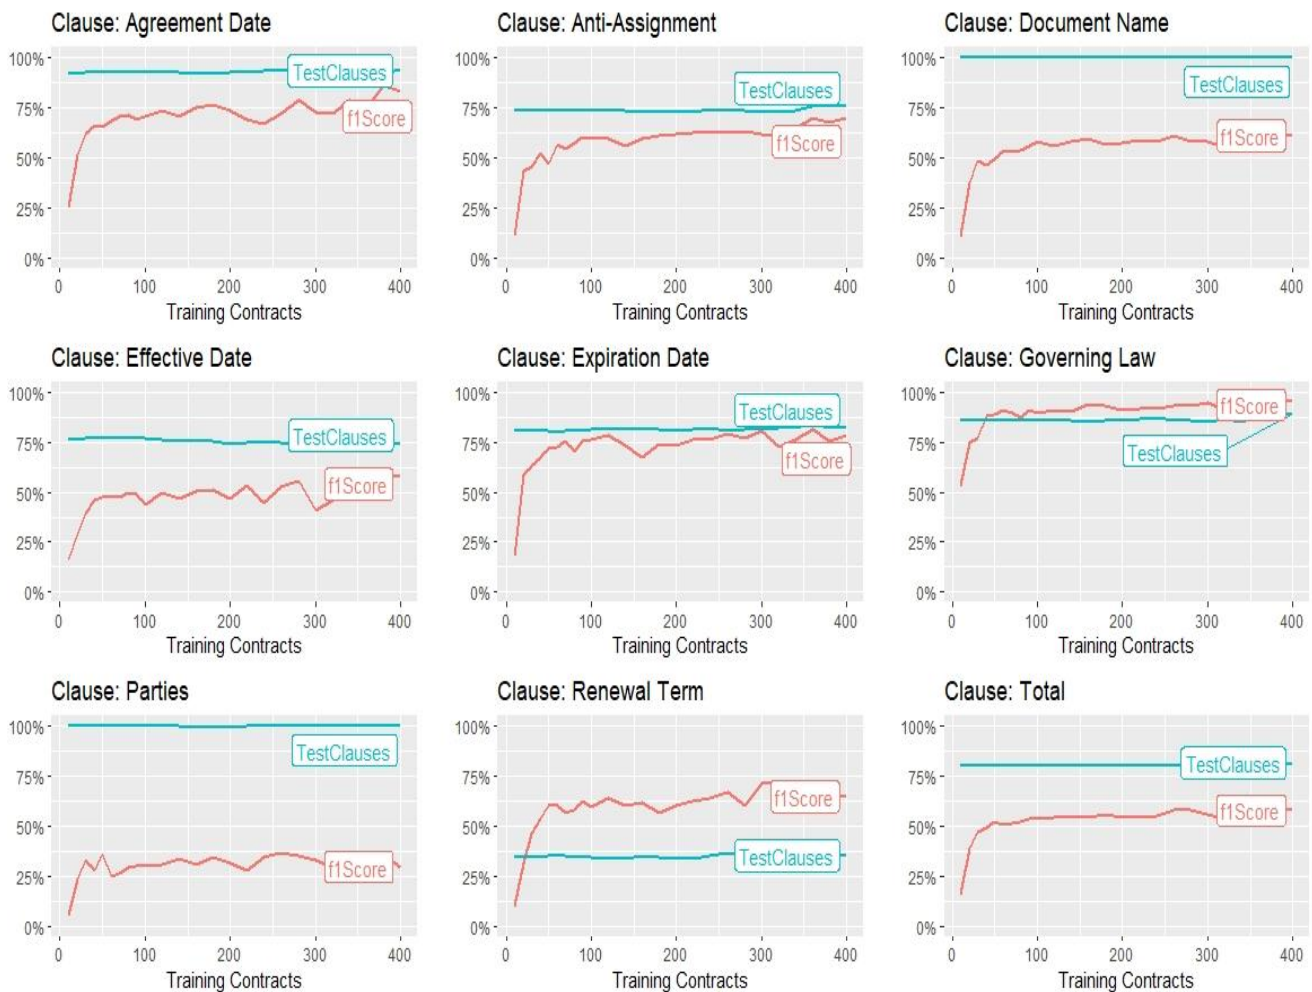 Clause: Agreement Date
100%
75%
50%
25%
0%
TestClauses
f1Score
0 100 200 300 400
Training Contracts
Clause: Anti-Assignment
100%
75%
50%
25%
0%
TestClauses
f1Score
0 100 200 300 400
Training Contracts
Clause: Document Name
100%
75%
50%
25%
0%
TestClauses
f1Score
0 100 200 300 400
Training Contracts
Clause: Effective Date
100%
75%
50%
25%
0%
TestClauses
f1Score
0 100 200 300 400
Training Contracts
Clause: Expiration Date
100%
75%
50%
25%
0%
TestClauses
f1Score
0 100 200 300 400
Training Contracts
Clause: Governing Law
100%
75%
50%
25%
0%
f1Score
TestClauses
0 100 200 300 400
Training Contracts
Clause: Parties
100%
75%
50%
25%
0%
TestClauses
f1Score
0 100 200 300 400
Training Contracts
Clause: Renewal Term
100%
75%
50%
25%
0%
f1Score
TestClauses
0 100 200 300 400
Training Contracts
Clause: Total
100%
75%
50%
25%
0%
TestClauses
f1Score
0 100 200 300 400
Training Contracts